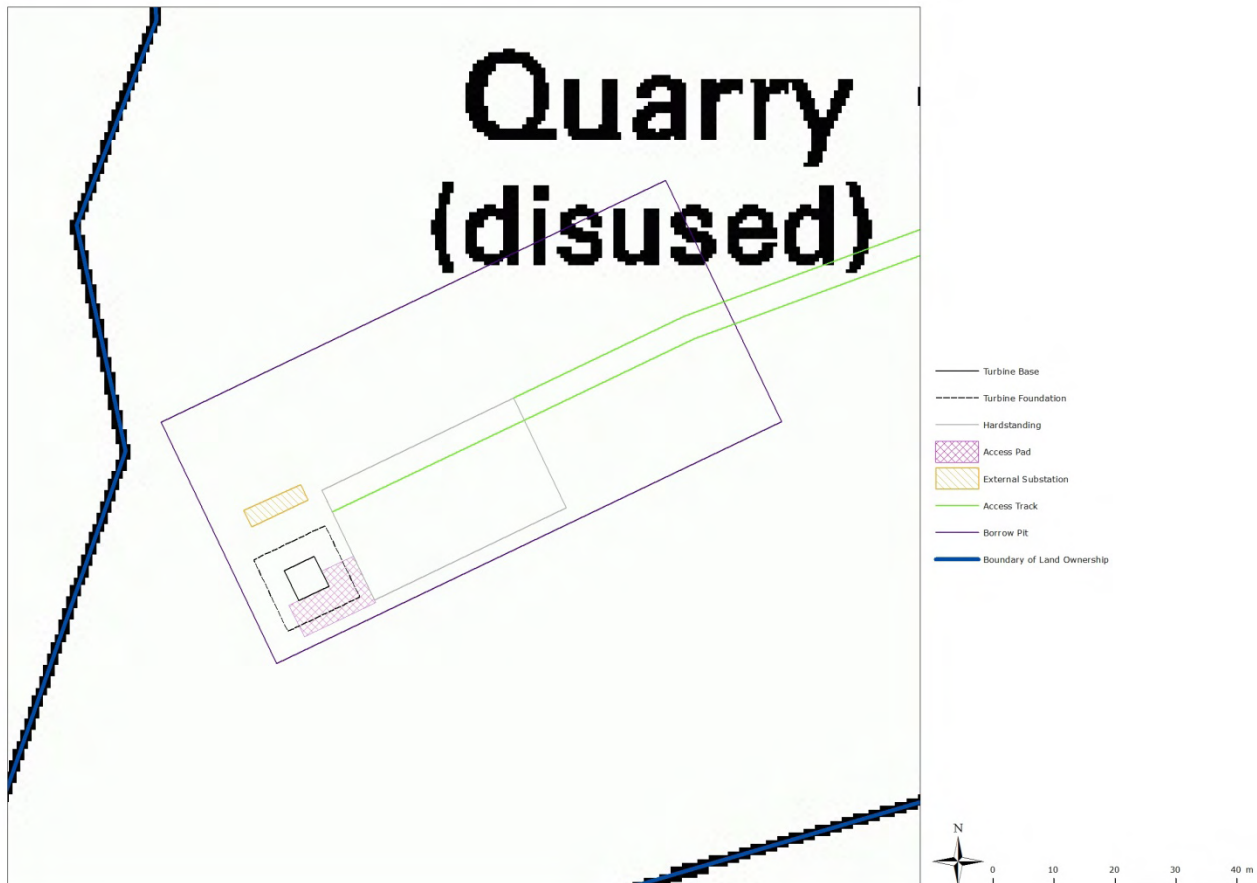 Quarry
(disused)
Turbine Base
Turbine Foundation
Hardstanding
Access Pad
External Substation
Access Track
Borrow Pit
Boundary of Land Ownership
N
0 10 20 30 40 m